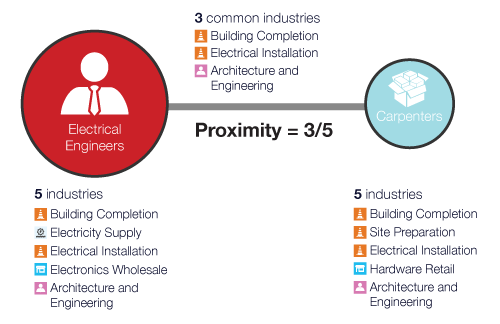 3 common industries
Building Completion
Electrical Installation
Architecture and
Engineering
Electrical
Engineers
Proximity = 3/5
Carpenters
5 industries
Building Completion
Electricity Supply
Electrical Installation
Electronics Wholesale
Architecture and
Engineering
5 industries
Building Completion
Site Preparation
Electrical Installation
Hardware Retail
Architecture and
Engineering